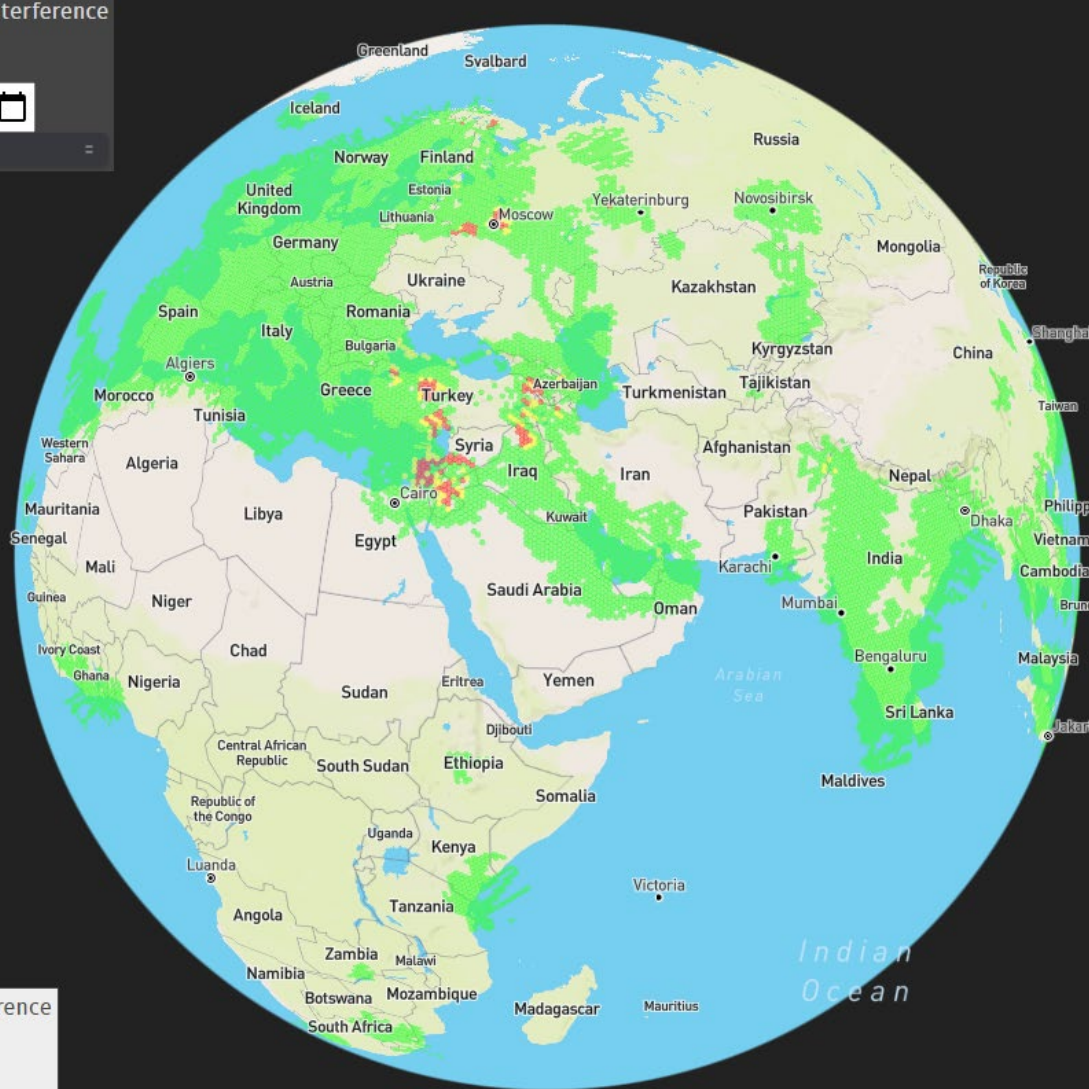 terference
=
Greenland
Svalbard
Iceland
Russia
Norway
Finland
United
Kingdom
Estonia
Yekaterinburg
Novosibirsk
Lithuania
Moscow
Germany
Mongolia
Austria
Ukraine
Kazakhstan
Republic
of Korea
Spain
Romania
Italy
Shangha
Bulgaria
Kyrgyzstan
China
Algiers
Greece
Turkey
Azerbaijan
Turkmenistan
Tajikistan
Morocco
Taiwan
Tunisia
Western
Sahara
Syria
Afghanistan
Algeria
Iraq
Iran
Nepal
Cairo
Mauritania
Libya
Kuwait
Pakistan
Dhaka
Philipp
Senegal
Egypt
Vietnam
Mali
India
Karachi
Cambodia
Niger
Saudi Arabia
Guinea
Oman
Mumbai
Brun
Ivory Coast
Chad
Bengaluru
Malaysia
Ghana
Nigeria
Eritrea
Yemen
Arabian
Sea
Sudan
Sri Lanka
Djibouti
Jakar
Central African
Republic
South Sudan
Ethiopia
Maldives
Somalia
Republic of
the Congo
Uganda
Kenya
Luanda
Victoria
Tanzania
Angola
Zambia
Malawi
Indian
Ocean
Namibia
Botswana
Mozambique
Madagascar
Mauritius
rence
South Africa